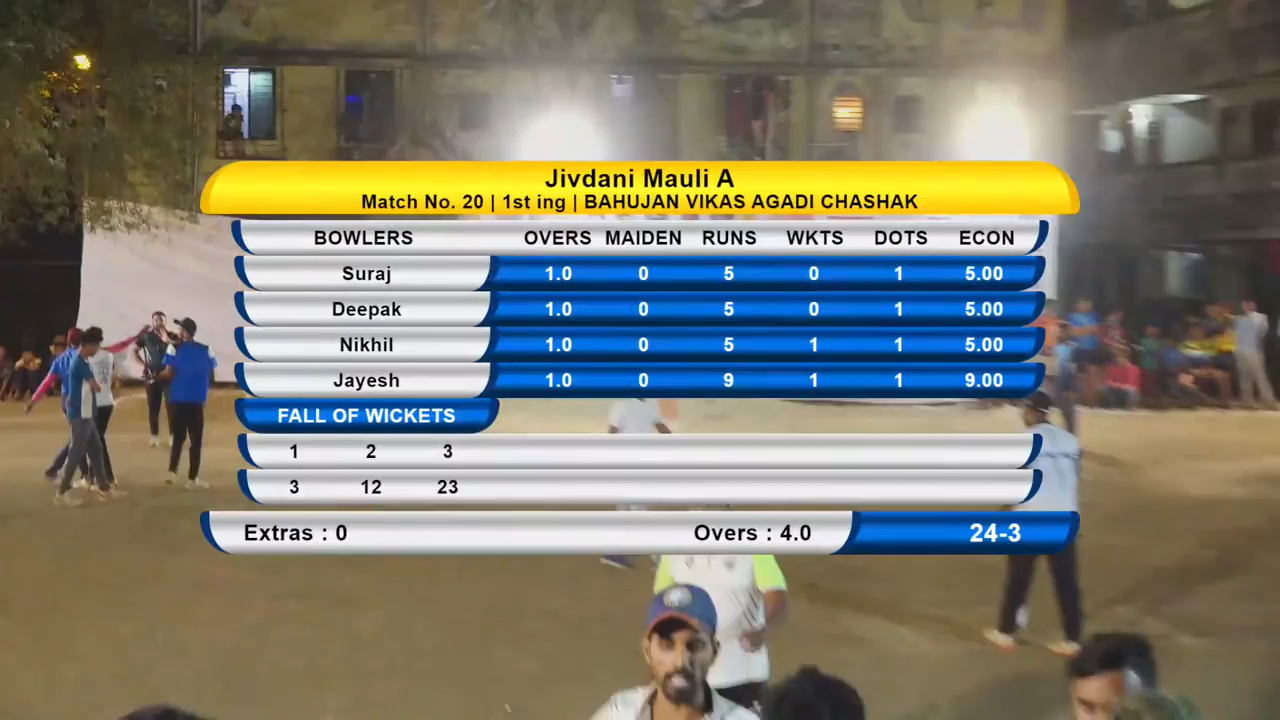 Jivdani Mauli A
Match No. 20 | 1st ing | BAHUJAN VIKAS AGADI CHASHAK
BOWLERS OVERS MAIDEN RUNS WKTS DOTS ECON
Suraj 1.0 0 5 0 1 5.00
Deepak 1.0 0 5 0 1 5.00
Nikhil 1.0 0 5 1 1 5.00
Jayesh 1.0 0 9 1 1 9.00
FALL OF WICKETS
1 2 3
3 12 23
Extras : 0 Overs : 4.0 24-3